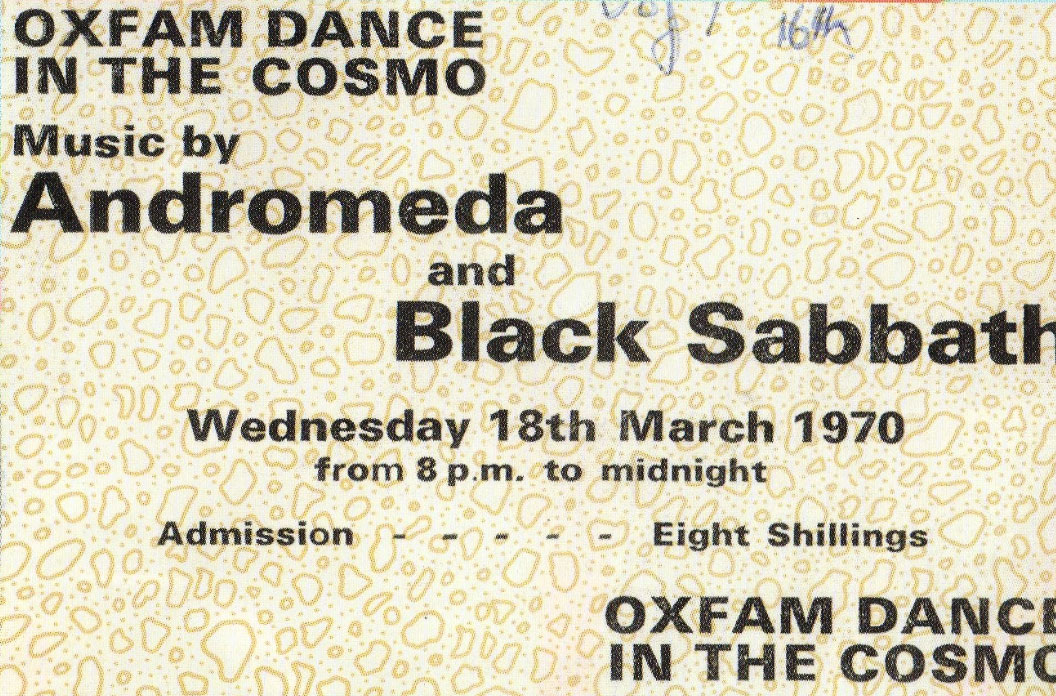 16th
OXFAM DANCE
IN THE COSMO
Music by
Andromeda
and
Black Sabbath
Wednesday 18th March 1970
from 8 p.m. to midnight
Admission - - - - - Eight Shillings
OXFAM DANCE
IN THE COSMO